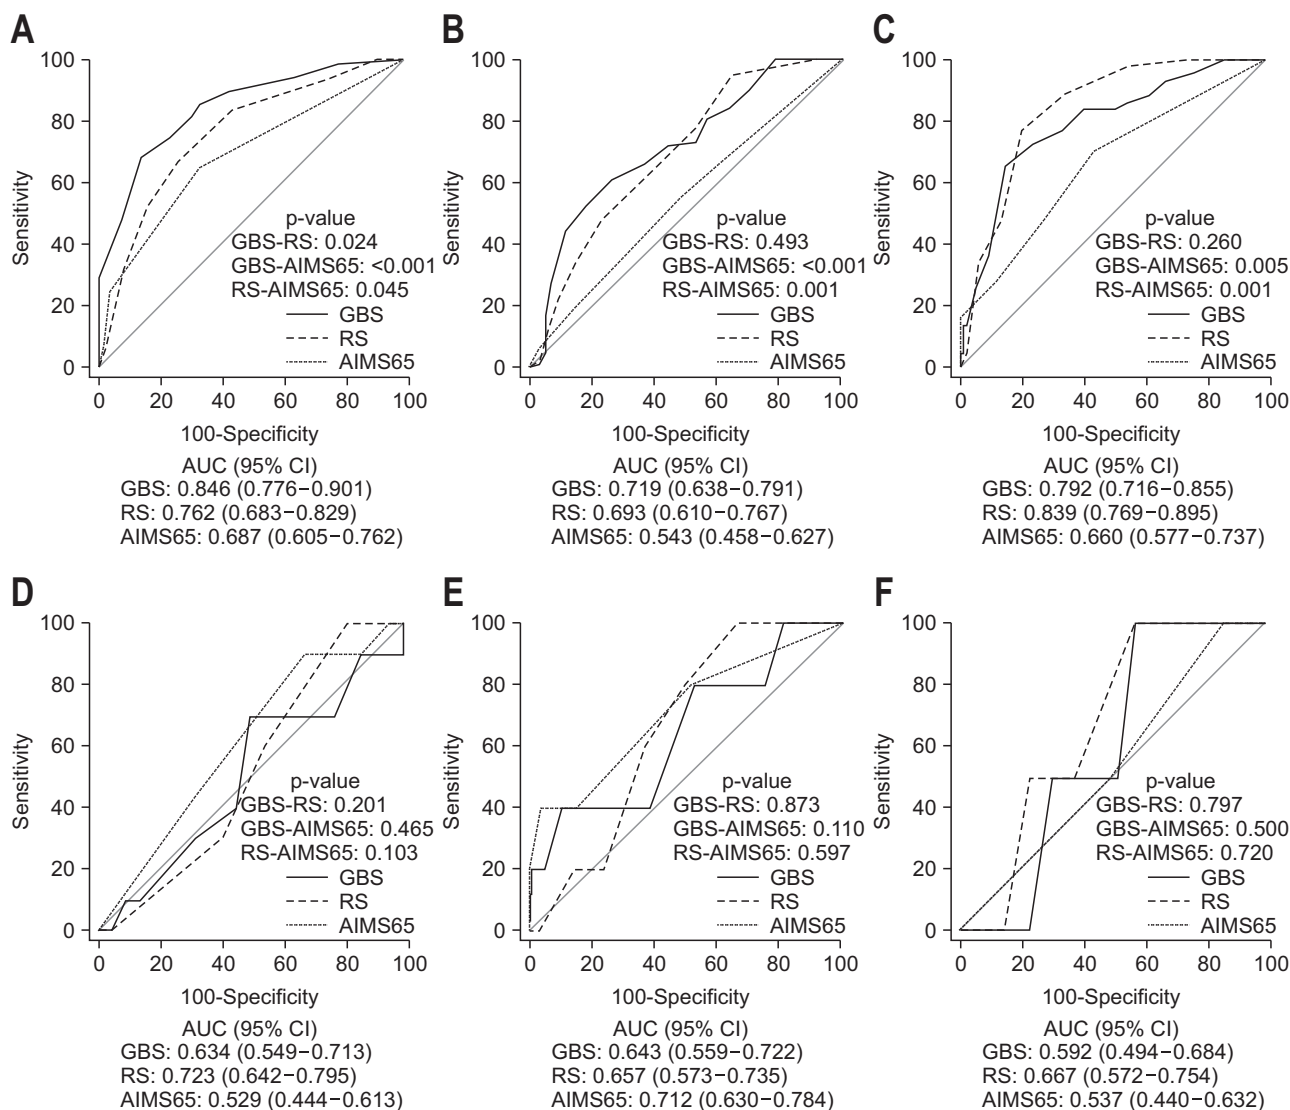 A
100
80
60
40
20
0
Sensitivity
p-value
GBS-RS: 0.024
GBS-AIMS65: <0.001
RS-AIMS65: 0.045
GBS
RS
AIMS65
0 20 40 60 80 100
100-Specificity
AUC (95% CI)
GBS: 0.846 (0.776–0.901)
RS: 0.762 (0.683–0.829)
AIMS65: 0.687 (0.605–0.762)
B
100
80
60
40
20
0
Sensitivity
p-value
GBS-RS: 0.493
GBS-AIMS65: <0.001
RS-AIMS65: 0.001
GBS
RS
AIMS65
0 20 40 60 80 100
100-Specificity
AUC (95% CI)
GBS: 0.719 (0.638–0.791)
RS: 0.693 (0.610–0.767)
AIMS65: 0.543 (0.458–0.627)
C
100
80
60
40
20
0
Sensitivity
p-value
GBS-RS: 0.260
GBS-AIMS65: 0.005
RS-AIMS65: 0.001
GBS
RS
AIMS65
0 20 40 60 80 100
100-Specificity
AUC (95% CI)
GBS: 0.792 (0.716–0.855)
RS: 0.839 (0.769–0.895)
AIMS65: 0.660 (0.577–0.737)
D
100
80
60
40
20
0
Sensitivity
p-value
GBS-RS: 0.201
GBS-AIMS65: 0.465
RS-AIMS65: 0.103
GBS
RS
AIMS65
0 20 40 60 80 100
100-Specificity
AUC (95% CI)
GBS: 0.634 (0.549–0.713)
RS: 0.723 (0.642–0.795)
AIMS65: 0.529 (0.444–0.613)
E
100
80
60
40
20
0
Sensitivity
p-value
GBS-RS: 0.873
GBS-AIMS65: 0.110
RS-AIMS65: 0.597
GBS
RS
AIMS65
0 20 40 60 80 100
100-Specificity
AUC (95% CI)
GBS: 0.643 (0.559–0.722)
RS: 0.657 (0.573–0.735)
AIMS65: 0.712 (0.630–0.784)
F
100
80
60
40
20
0
Sensitivity
p-value
GBS-RS: 0.797
GBS-AIMS65: 0.500
RS-AIMS65: 0.720
GBS
RS
AIMS65
0 20 40 60 80 100
100-Specificity
AUC (95% CI)
GBS: 0.592 (0.494–0.684)
RS: 0.667 (0.572–0.754)
AIMS65: 0.537 (0.440–0.632)